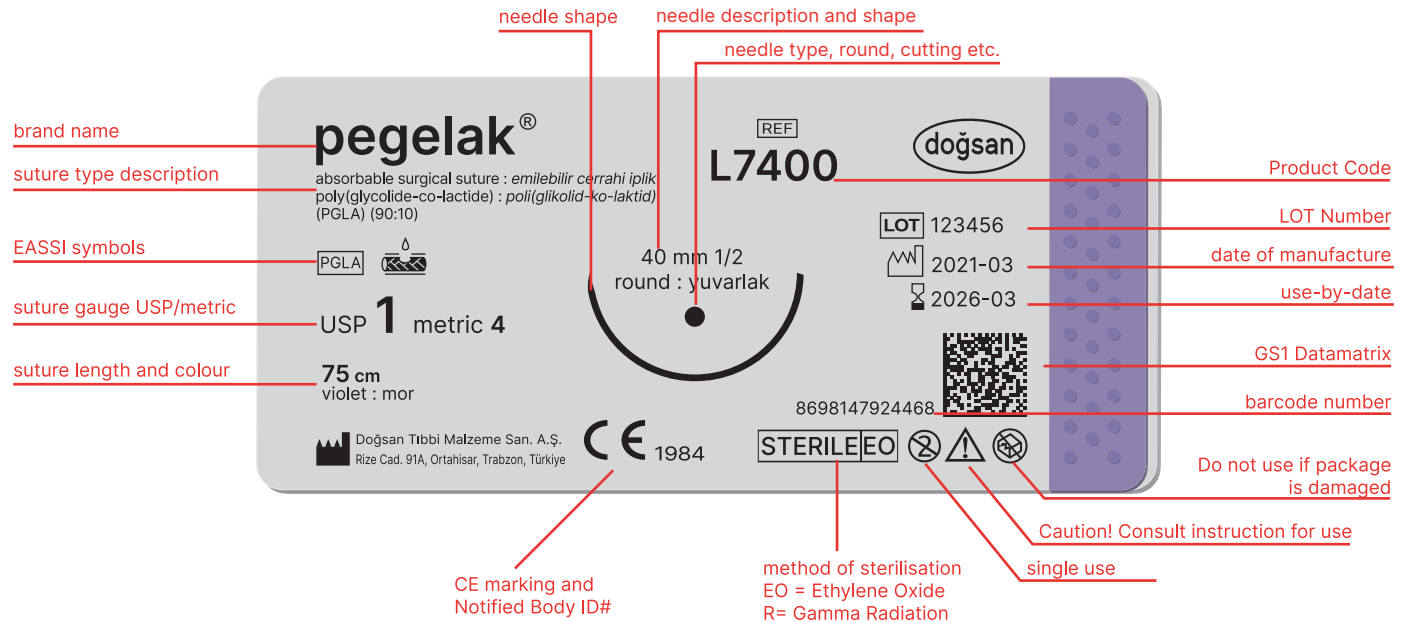 needle shape
needle description and shape
needle type, round, cutting etc.
brand name
pegelak®
REF
L7400
doğsan
Product Code
suture type description
absorbable surgical suture : emilebilir cerrahi iplik
poly(glycolide-co-lactide) : poli(glikolid-ko-laktid)
(PGLA) (90:10)
LOT 123456
LOT Number
EASSI symbols
PGLA
40 mm 1/2
round : yuvarlak
2021-03
date of manufacture
2026-03
use-by-date
suture gauge USP/metric
USP 1 metric 4
GS1 Datamatrix
suture length and colour
75 cm
violet : mor
8698147924468
barcode number
Doğsan Tıbbi Malzeme San. A.Ş.
Rize Cad. 91A, Ortahisar, Trabzon, Türkiye
CE 1984
STERILE EO
2
Do not use if package
is damaged
Caution! Consult instruction for use
single use
CE marking and
Notified Body ID#
method of sterilisation
EO = Ethylene Oxide
R= Gamma Radiation